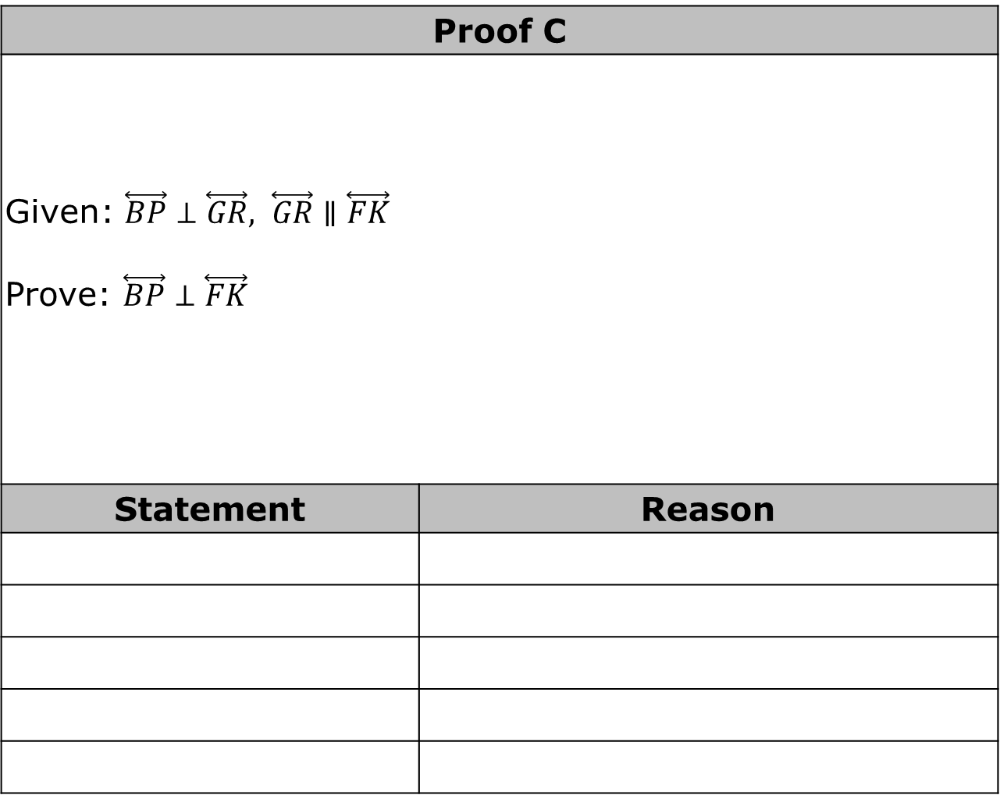 Proof C
Given: $\overleftrightarrow{BP} \perp \overleftrightarrow{GR},\ \overleftrightarrow{GR} \parallel \overleftrightarrow{FK}$
Prove: $\overleftrightarrow{BP} \perp \overleftrightarrow{FK}$
Statement Reason